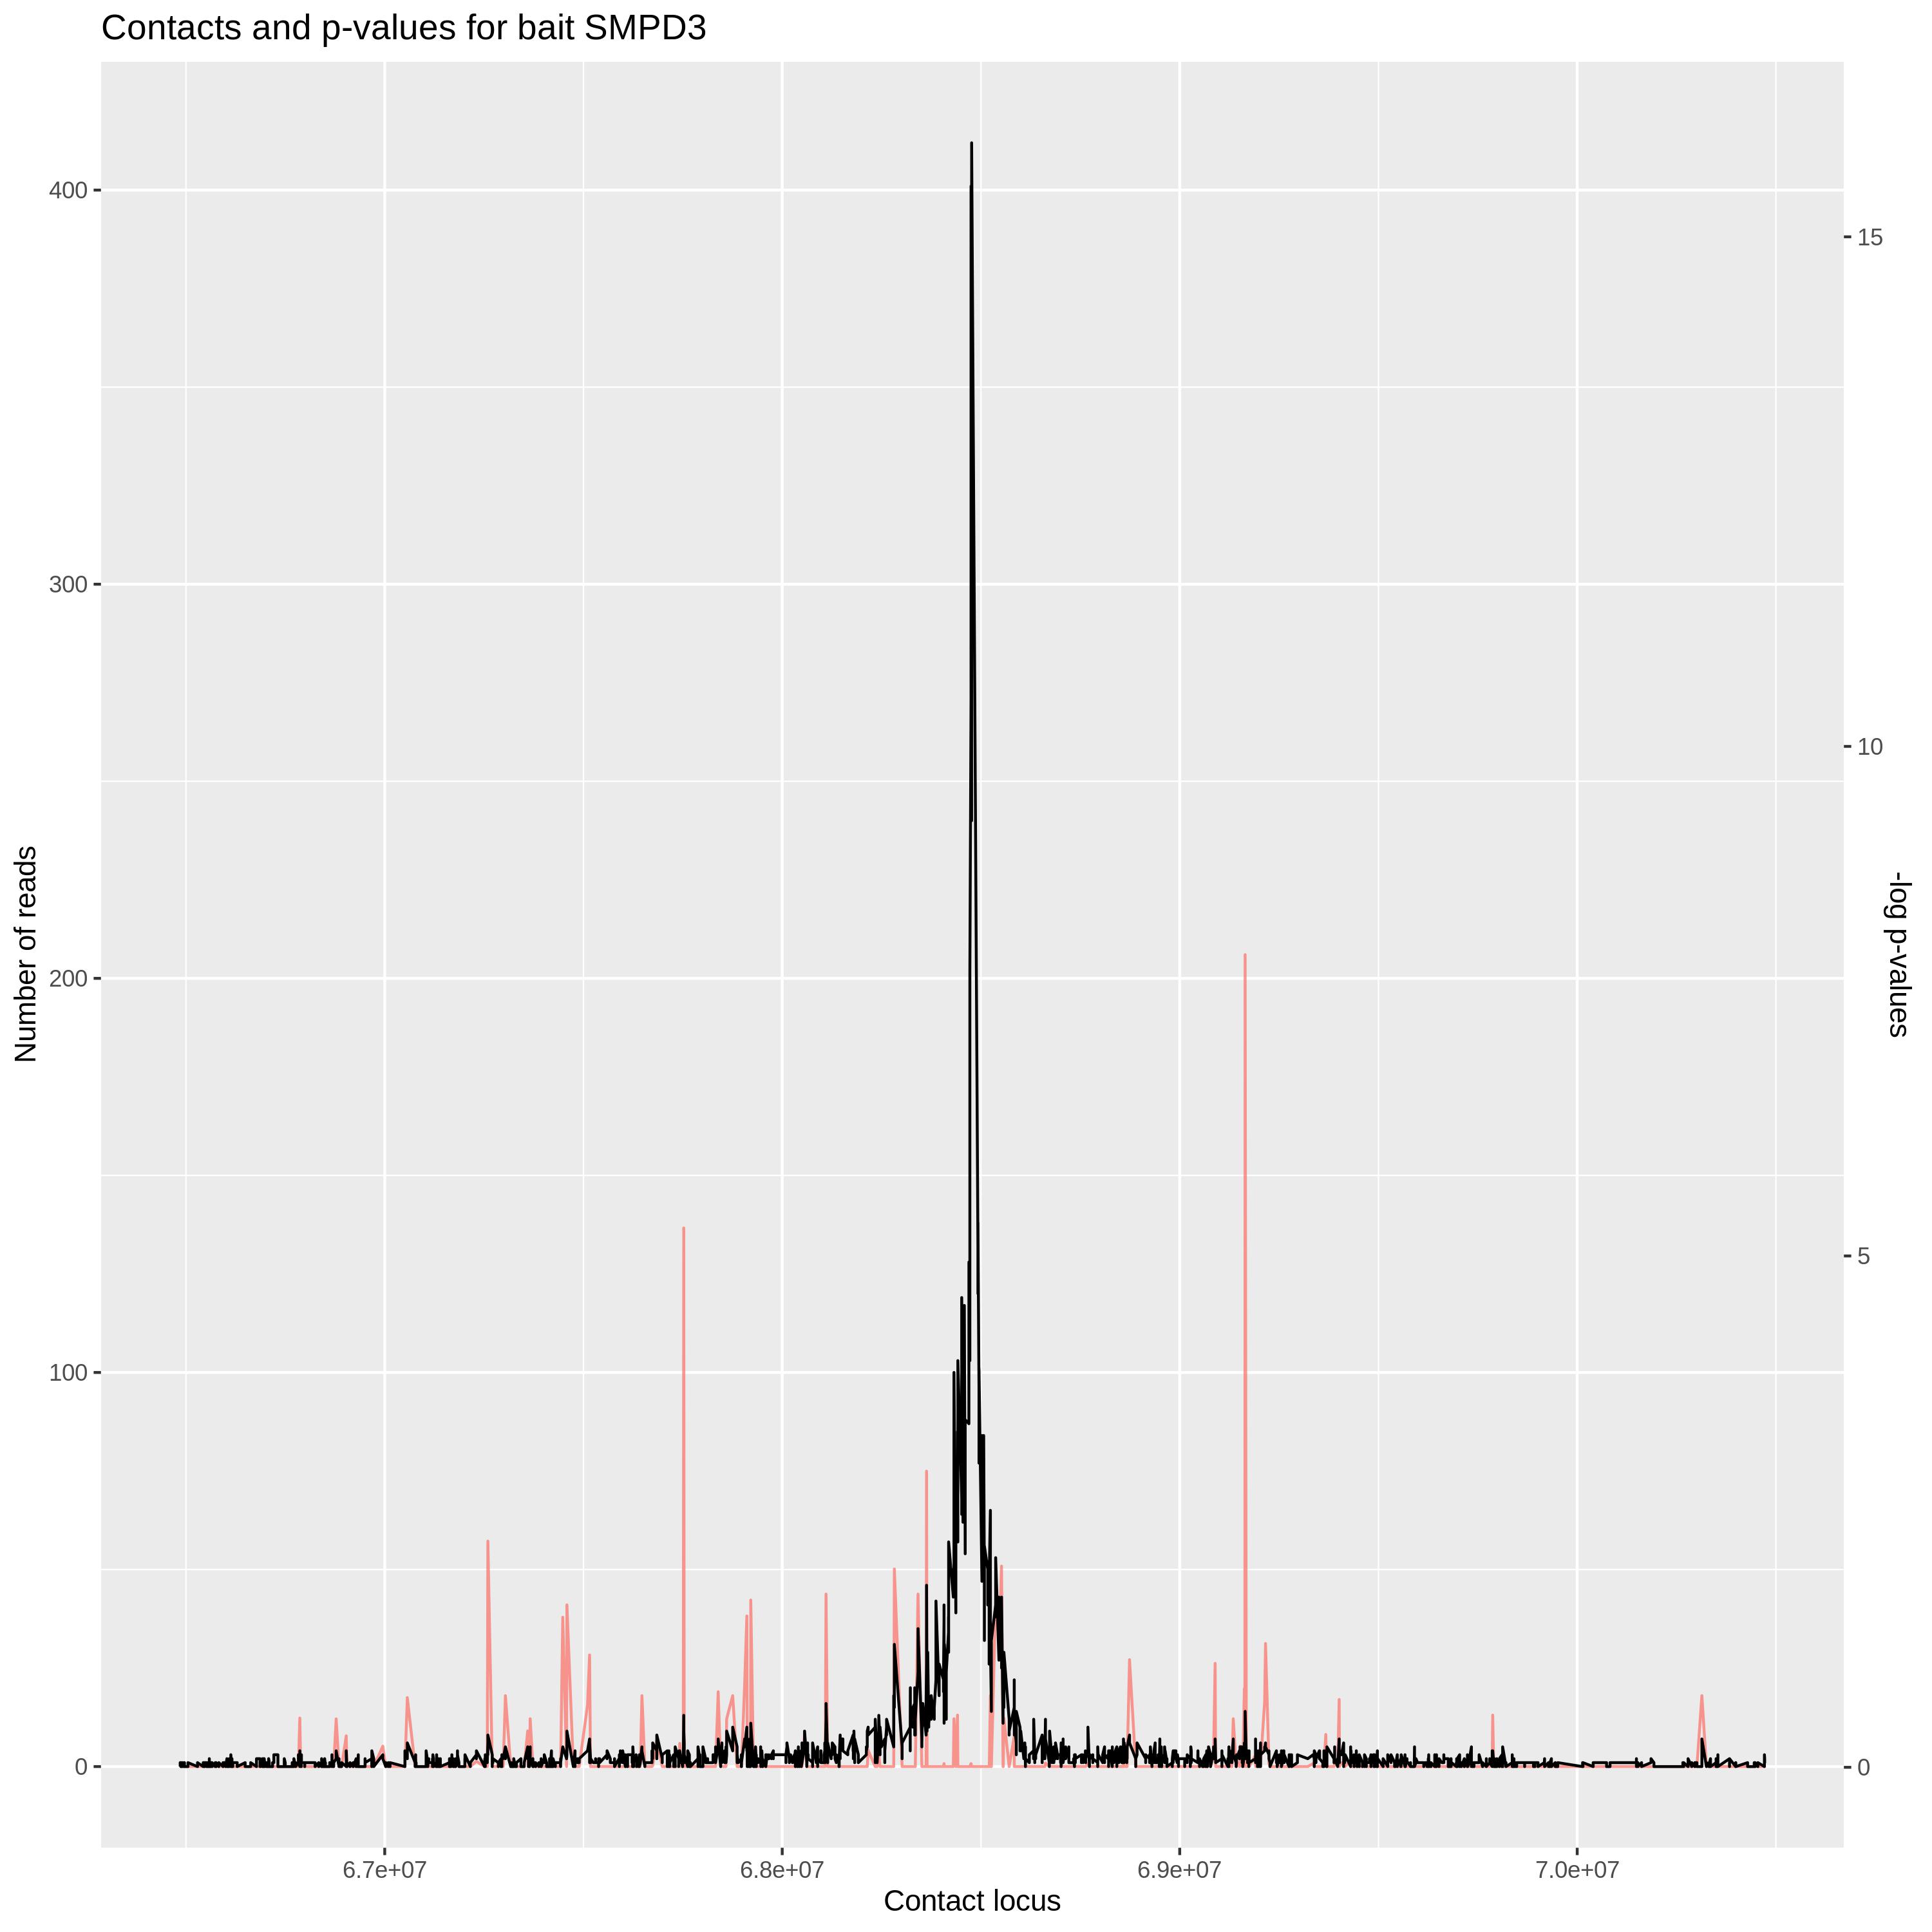 Contacts and p-values for bait SMPD3
400
300
200
100
0
Number of reads
15
10
5
0
-log p-values
6.7e+07
6.8e+07
6.9e+07
7.0e+07
Contact locus